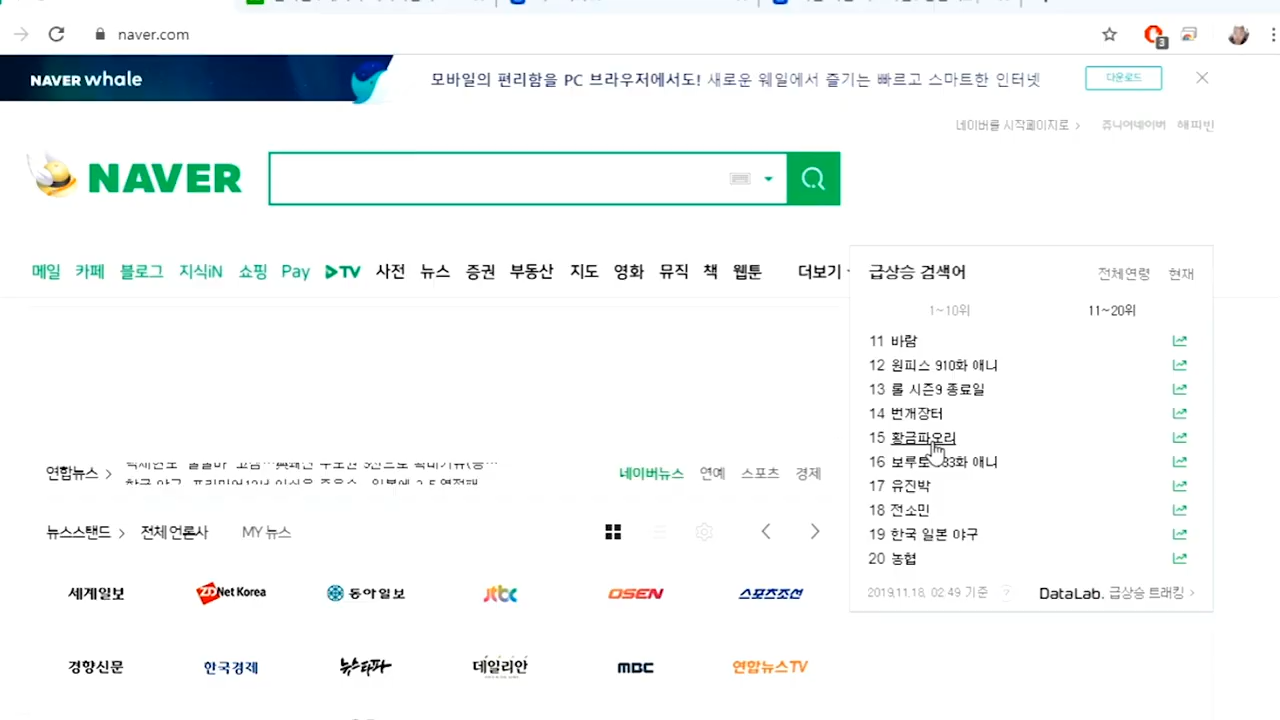 naver.com
3
NAVER whale
모바일의 편리함을 PC 브라우저에서도! 새로운 웨일에서 즐기는 빠르고 스마트한 인터넷
다운로드
네이버를 시작페이지로 > 쥬니어네이버 해피빈
NAVER
메일 카페 블로그 지식iN 쇼핑 Pay TV 사전 뉴스 증권 부동산 지도 영화 뮤직 책 웹툰 더보기
급상승 검색어 전체연령 현재
1~10위 11~20위
11 바람
12 원피스 910화 애니
13 롤 시즌9 종료일
14 번개장터
15 황금파오리
16 보루토 33화 애니
17 유진박
18 전소민
19 한국 일본 야구
20 농협
2019.11.18. 02:49 기준 ? DataLab. 급상승 트래킹 >
연합뉴스 >
네이버뉴스 연예 스포츠 경제
뉴스스탠드 > 전체언론사 MY 뉴스
세계일보 ZDNet Korea 동아일보 jtbc OSEN 스포츠조선
경향신문 한국경제 뉴스타파 데일리안 MBC 연합뉴스TV